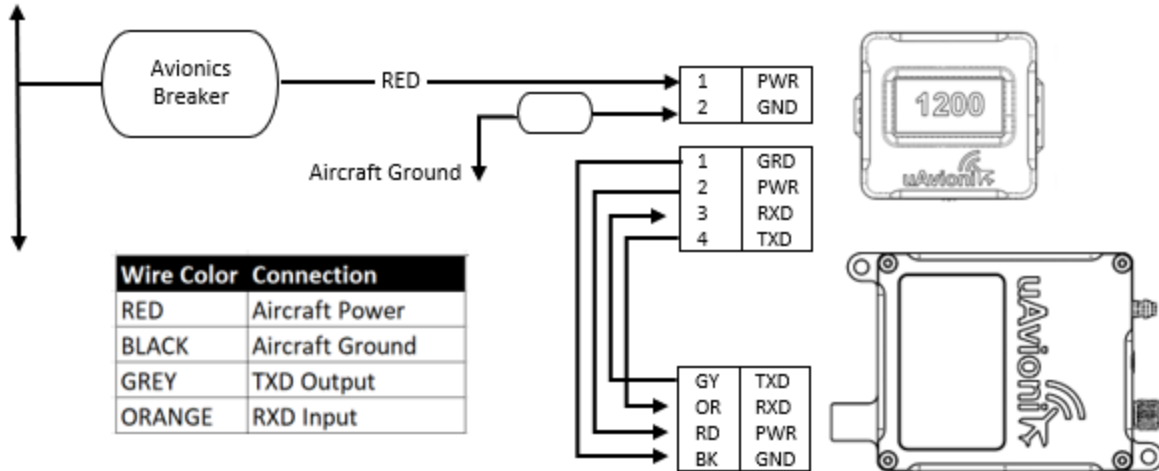 Avionics
Breaker
RED
1 PWR
2 GND
Aircraft Ground
1 GRD
2 PWR
3 RXD
4 TXD
1200
uAvionix
Wire Color Connection
RED Aircraft Power
BLACK Aircraft Ground
GREY TXD Output
ORANGE RXD Input
GY TXD
OR RXD
RD PWR
BK GND
uAvionix